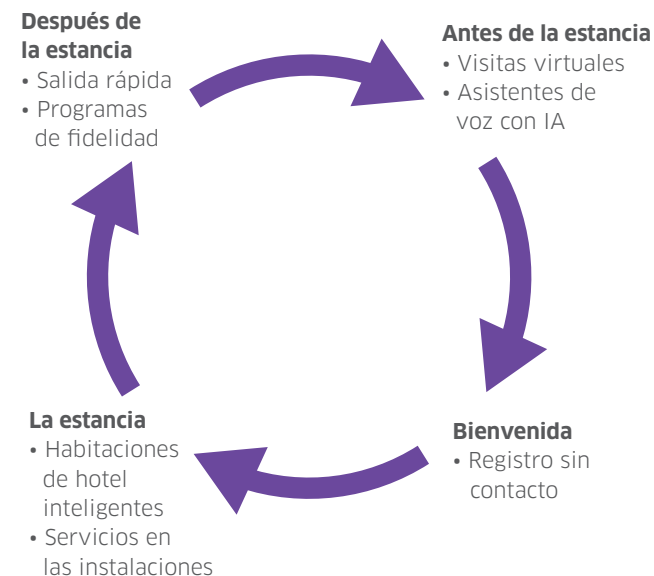 Después de
la estancia
• Salida rápida
• Programas
de fidelidad
Antes de la estancia
• Visitas virtuales
• Asistentes de
voz con IA
Bienvenida
• Registro sin
contacto
La estancia
• Habitaciones
de hotel
inteligentes
• Servicios en
las instalaciones